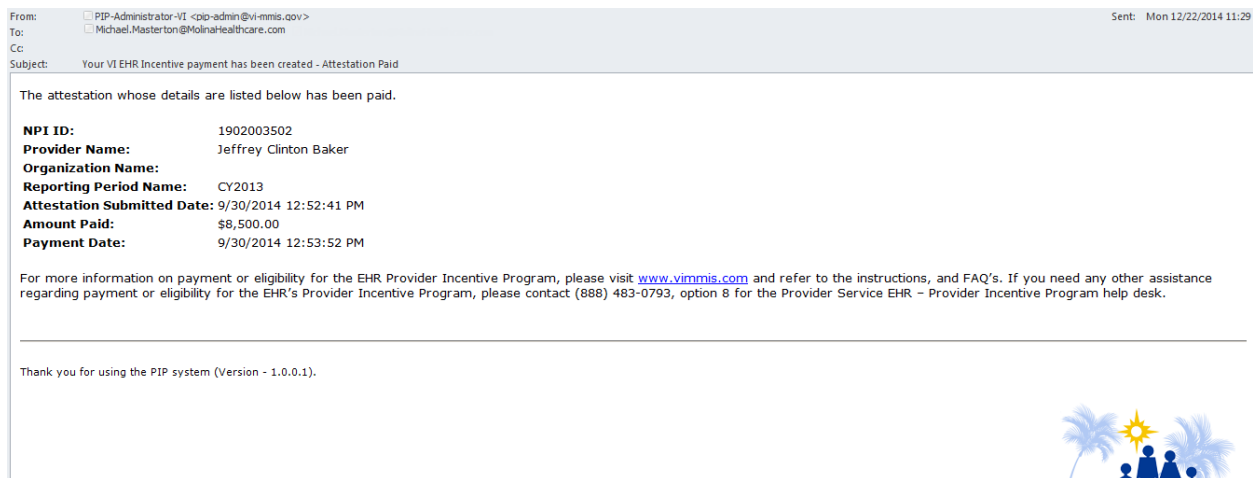 From: PIP-Administrator-VI <pip-admin@vi-mmis.gov> Sent: Mon 12/22/2014 11:29
To: Michael.Masterton@MolinaHealthcare.com
Cc:
Subject: Your VI EHR Incentive payment has been created - Attestation Paid
The attestation whose details are listed below has been paid.
NPI ID: 1902003502
Provider Name: Jeffrey Clinton Baker
Organization Name:
Reporting Period Name: CY2013
Attestation Submitted Date: 9/30/2014 12:52:41 PM
Amount Paid: $8,500.00
Payment Date: 9/30/2014 12:53:52 PM
For more information on payment or eligibility for the EHR Provider Incentive Program, please visit www.vimmis.com and refer to the instructions, and FAQ's. If you need any other assistance
regarding payment or eligibility for the EHR's Provider Incentive Program, please contact (888) 483-0793, option 8 for the Provider Service EHR – Provider Incentive Program help desk.
Thank you for using the PIP system (Version - 1.0.0.1).